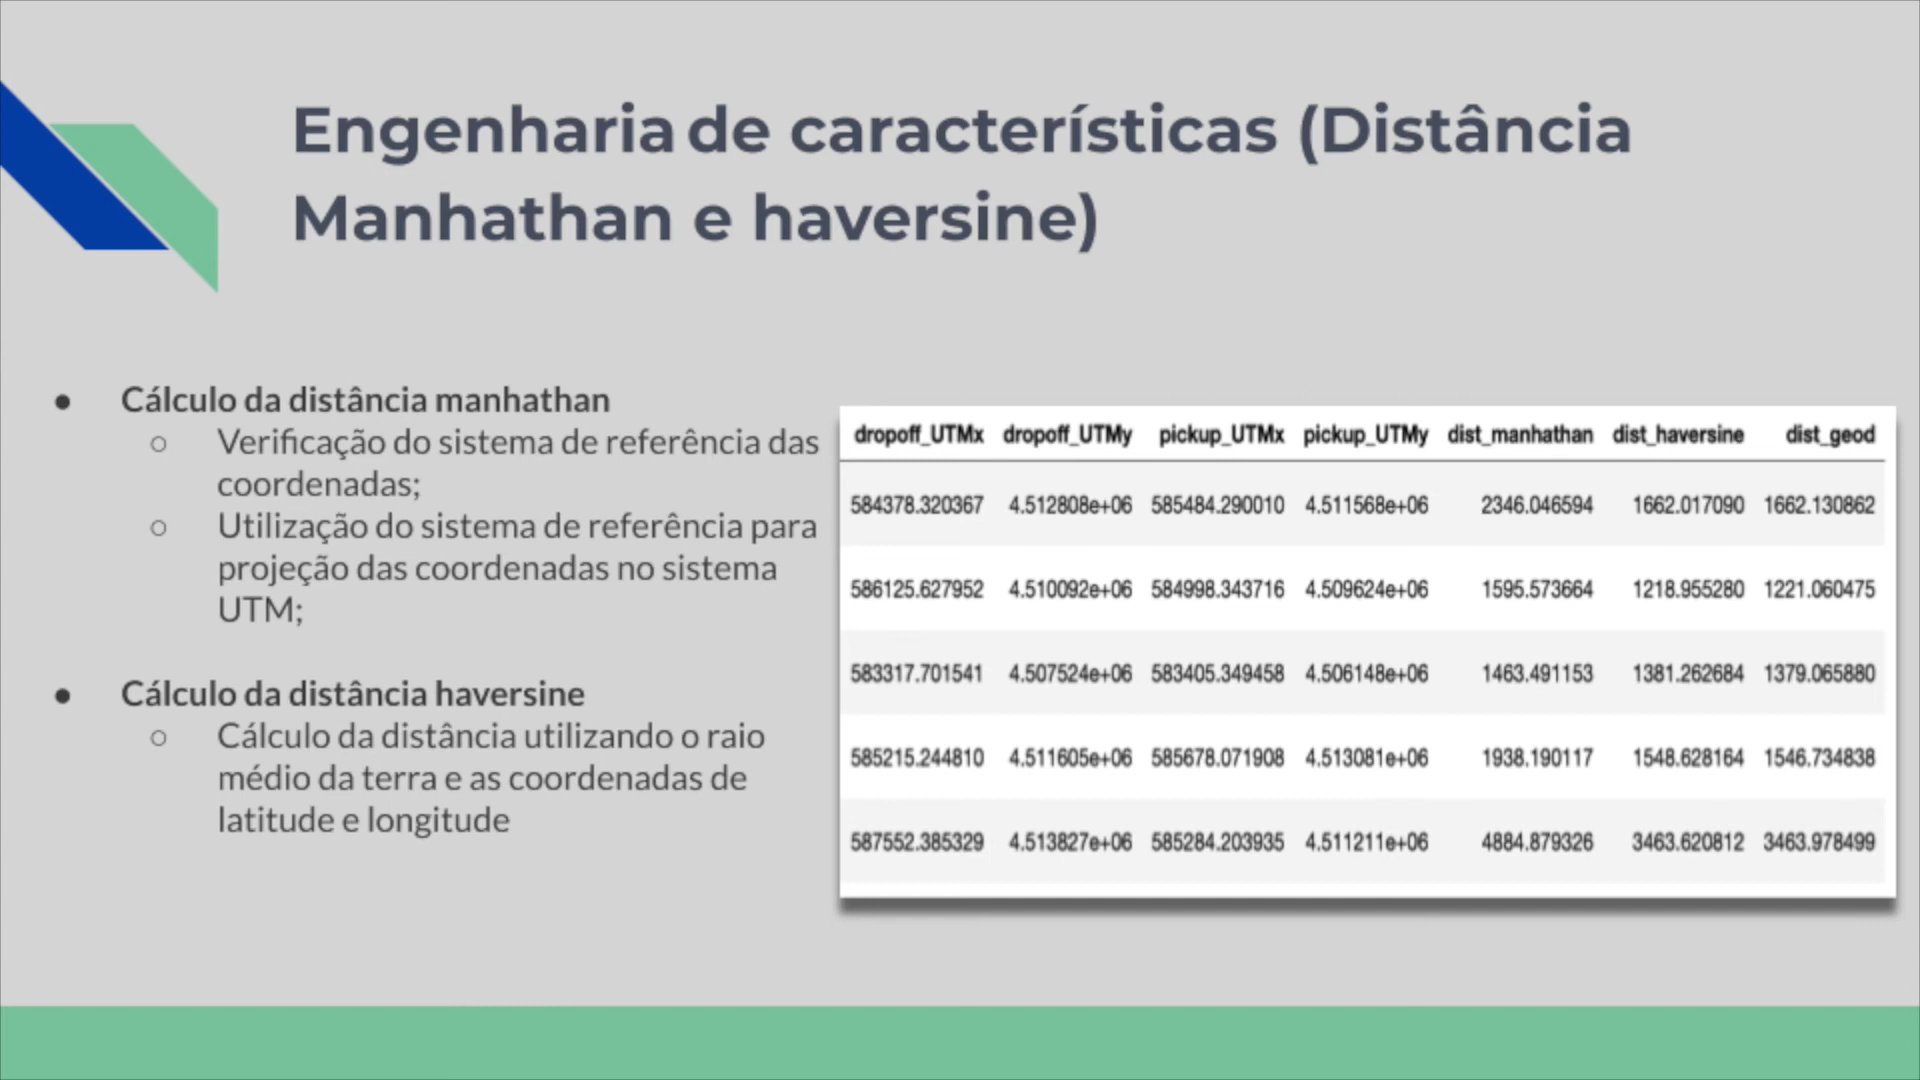 Engenharia de características (Distância
Manhathan e haversine)
● Cálculo da distância manhathan
○ Verificação do sistema de referência das
coordenadas;
○ Utilização do sistema de referência para
projeção das coordenadas no sistema
UTM;
● Cálculo da distância haversine
○ Cálculo da distância utilizando o raio
médio da terra e as coordenadas de
latitude e longitude
dropoff_UTMx dropoff_UTMy pickup_UTMx pickup_UTMy dist_manhathan dist_haversine dist_geod
584378.320367 4.512808e+06 585484.290010 4.511568e+06 2346.046594 1662.017090 1662.130862
586125.627952 4.510092e+06 584998.343716 4.509624e+06 1595.573664 1218.955280 1221.060475
583317.701541 4.507524e+06 583405.349458 4.506148e+06 1463.491153 1381.262684 1379.065880
585215.244810 4.511605e+06 585678.071908 4.513081e+06 1938.190117 1548.628164 1546.734838
587552.385329 4.513827e+06 585284.203935 4.511211e+06 4884.879326 3463.620812 3463.978499